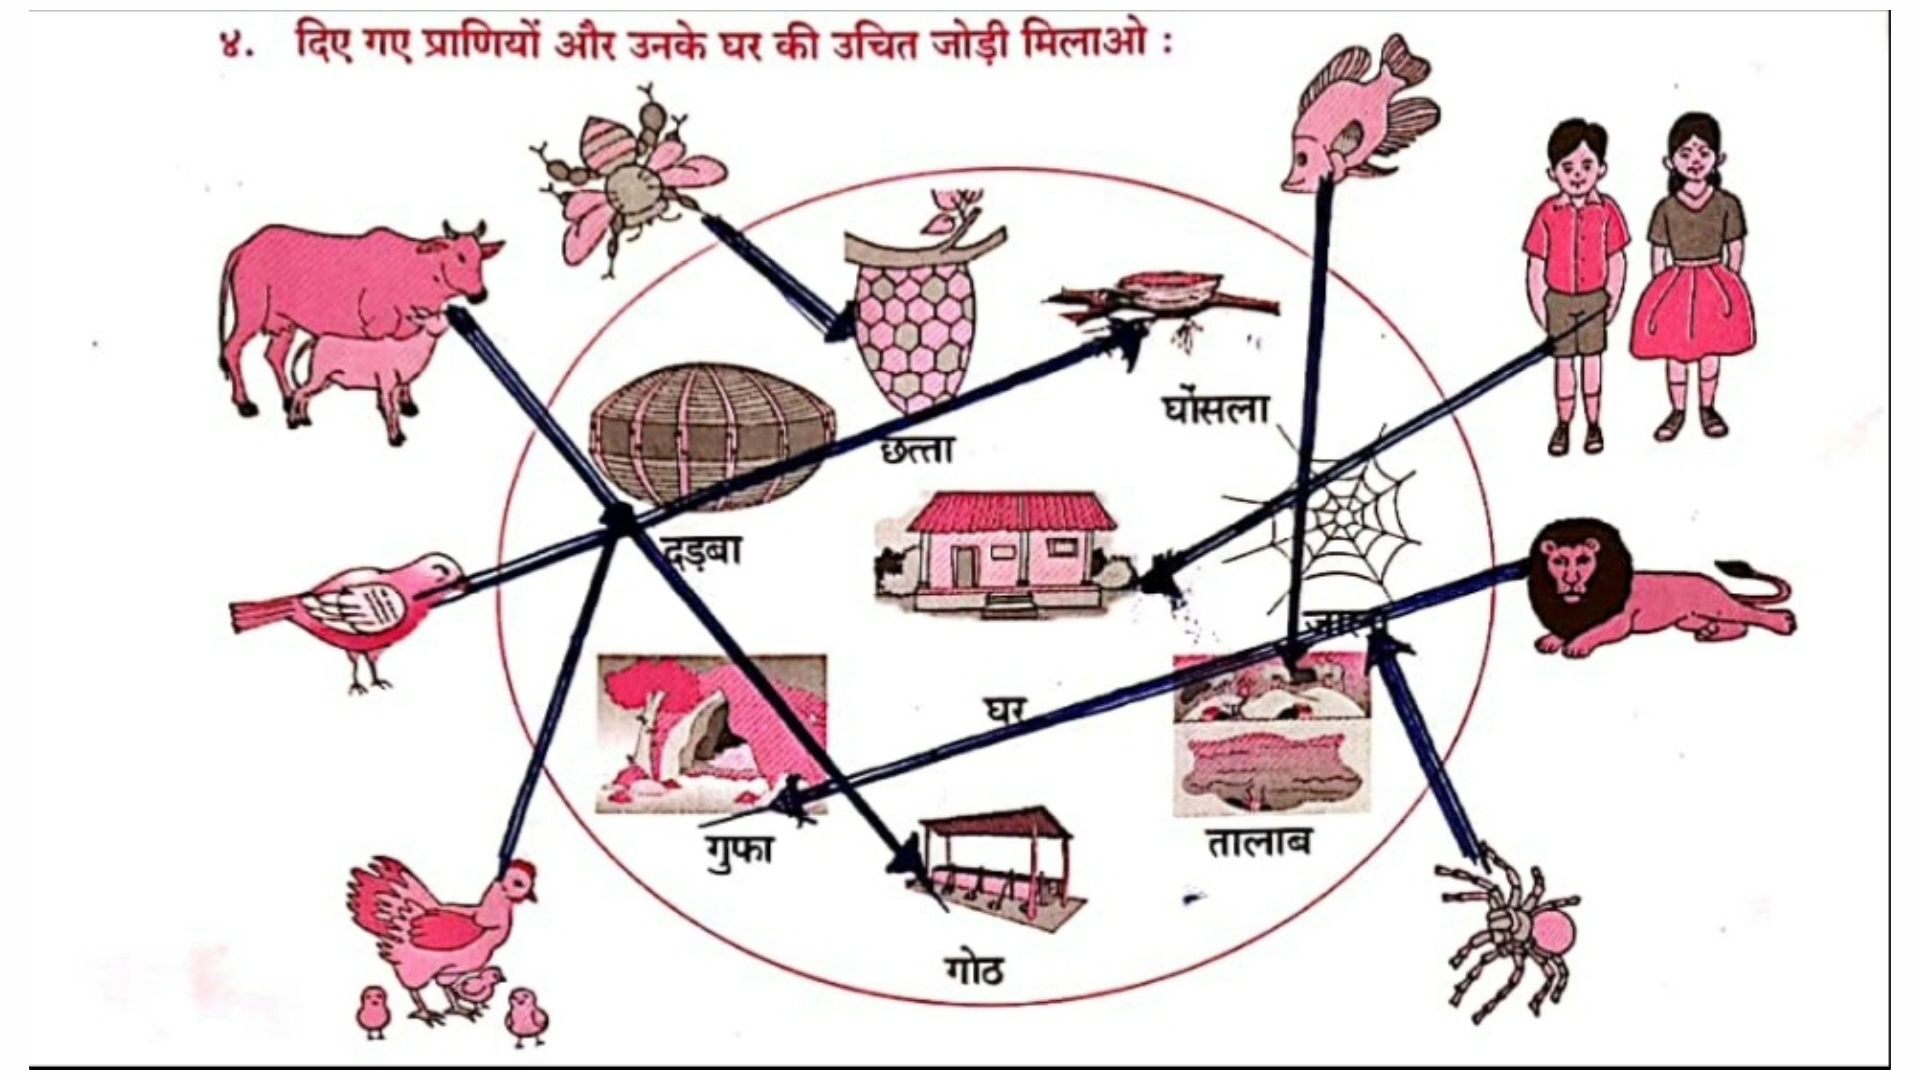 ४. दिए गए प्राणियों और उनके घर की उचित जोड़ी मिलाओ :
घोंसला
छत्ता
दड़बा
जाला
घर
गुफा
तालाब
गोठ